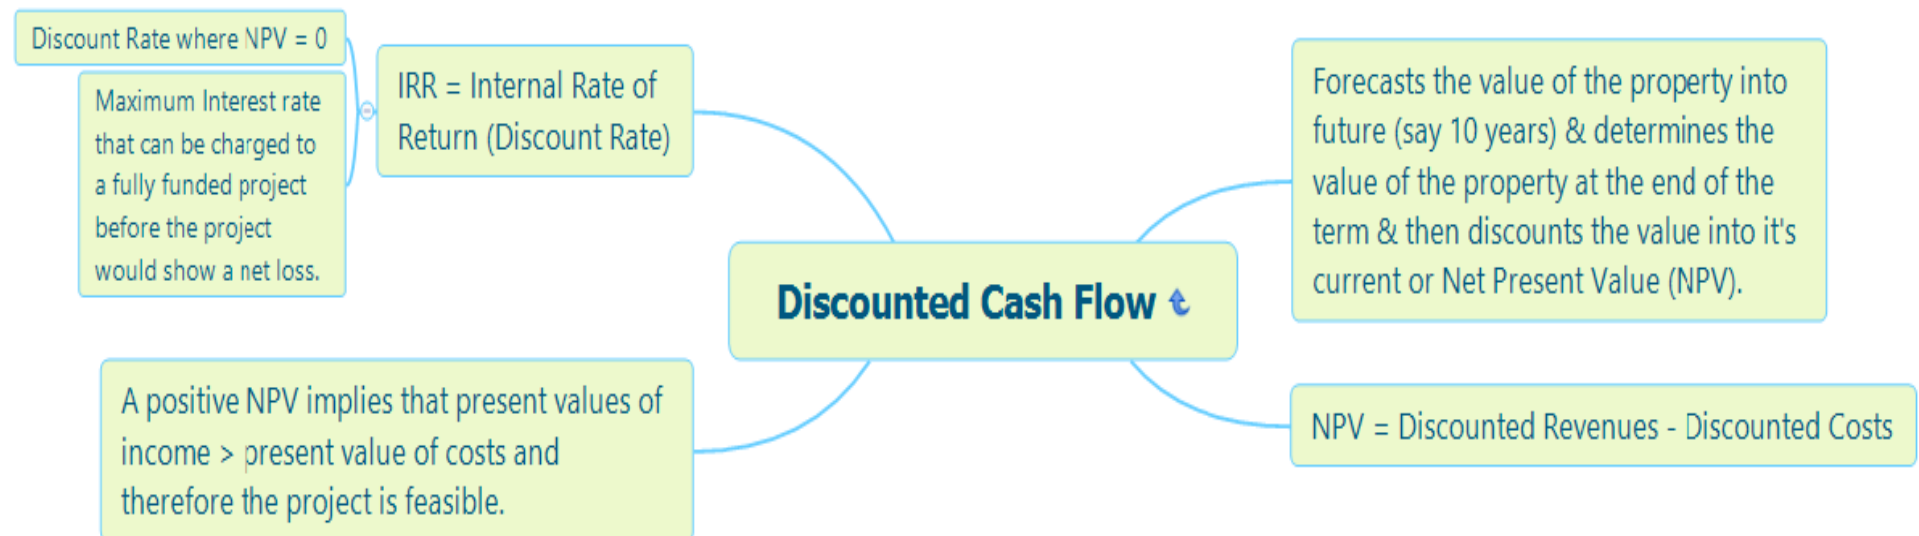 Discount Rate where NPV = 0
Maximum Interest rate
that can be charged to
a fully funded project
before the project
would show a net loss.
IRR = Internal Rate of
Return (Discount Rate)
Forecasts the value of the property into
future (say 10 years) & determines the
value of the property at the end of the
term & then discounts the value into it's
current or Net Present Value (NPV).
Discounted Cash Flow
A positive NPV implies that present values of
income > present value of costs and
therefore the project is feasible.
NPV = Discounted Revenues - Discounted Costs